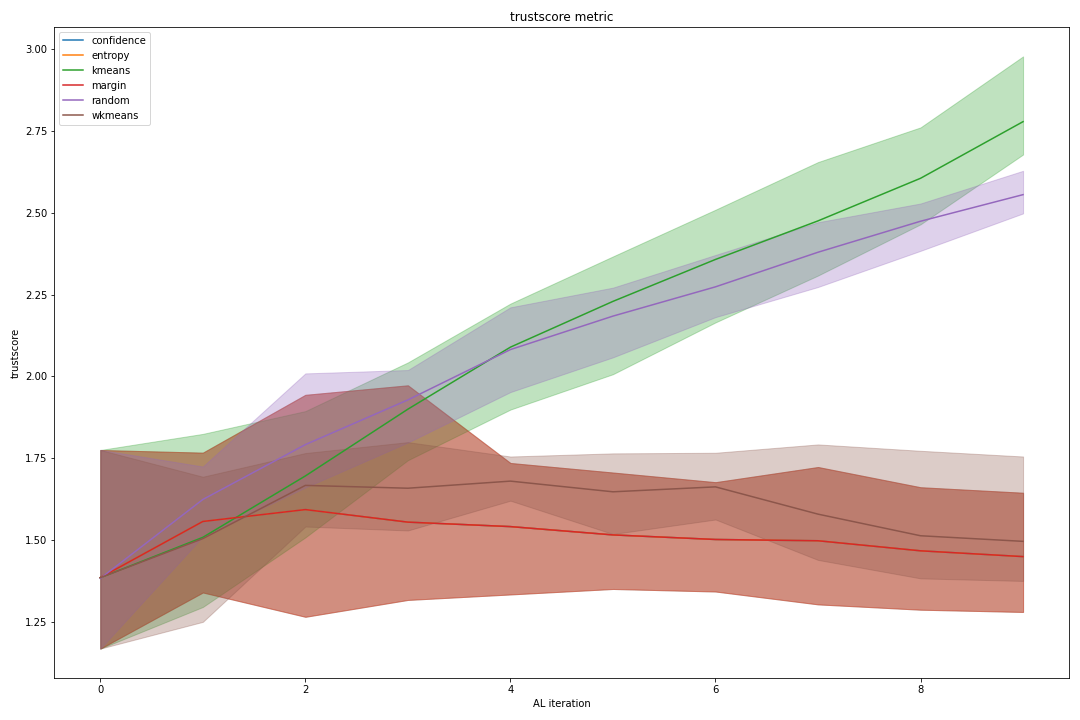 trustscore metric
confidence
entropy
kmeans
margin
random
wkmeans
3.00
2.75
2.50
2.25
2.00
1.75
1.50
1.25
trustscore
0 2 4 6 8
AL iteration